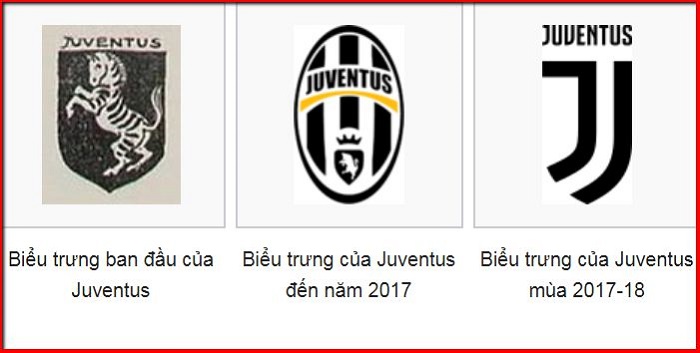 JUVENTUS
JUVENTUS
JUVENTUS
Biểu trưng ban đầu của
Juventus
Biểu trưng của Juventus
đến năm 2017
Biểu trưng của Juventus
mùa 2017-18